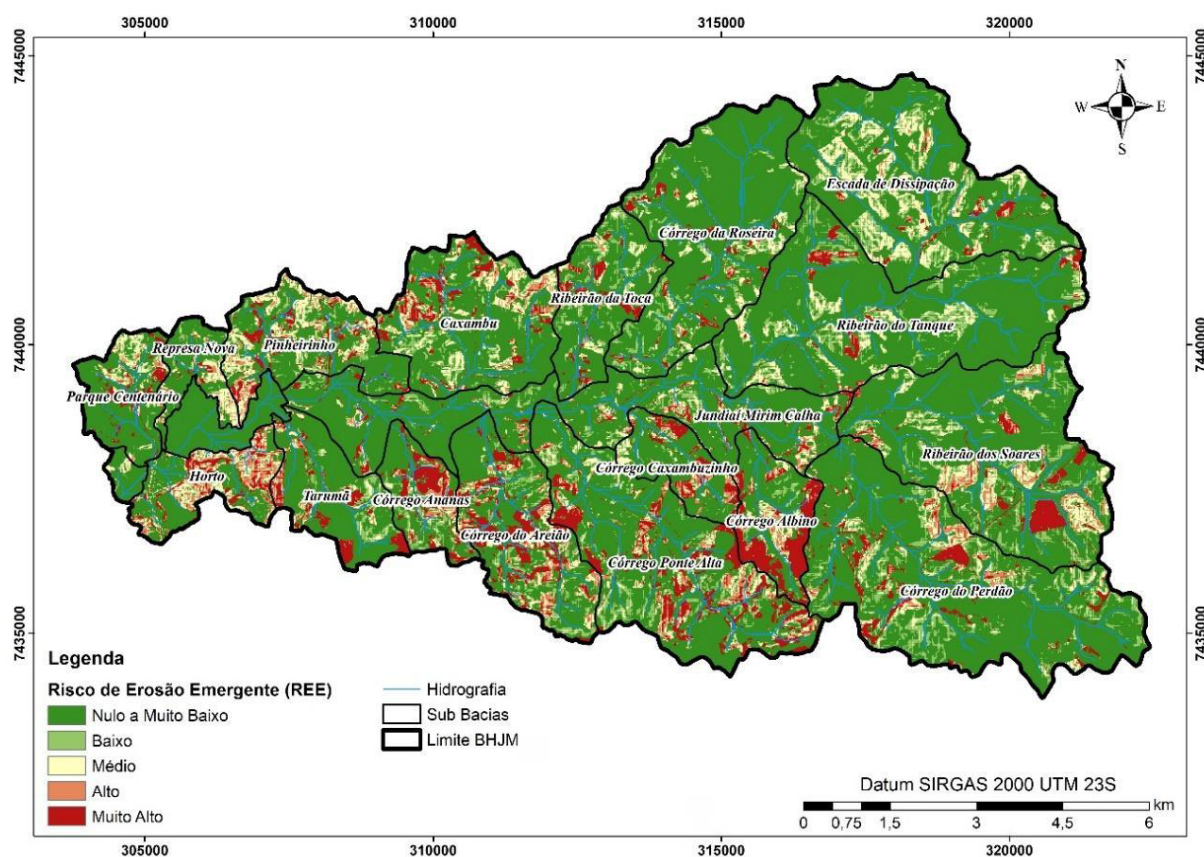 305000 310000 315000 320000
7445000 7445000
N
W E
S
Escada de Dissipação
Córrego da Roseira
Ribeirão da Toca
Caxambu
Ribeirão do Tanque
7440000 7440000
Represa Nova
Pinheirinho
Parque Centenário
Jundiaí Mirim Calha
Ribeirão dos Soares
Córrego Caxambuzinho
Horto
Tarumã
Córrego Ananas
Córrego Albino
Córrego do Areião
Córrego Ponte Alta
Córrego do Perdão
7435000 7435000
Legenda
Risco de Erosão Emergente (REE)
Nulo a Muito Baixo
Baixo
Médio
Alto
Muito Alto
Hidrografia
Sub Bacias
Limite BHJM
Datum SIRGAS 2000 UTM 23S
km
0 0,75 1,5 3 4,5 6
305000 310000 315000 320000